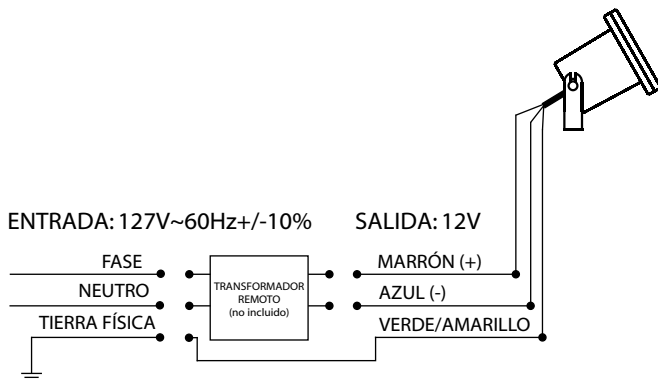 ENTRADA: 127V~60Hz+/-10%
SALIDA: 12V
FASE
MARRÓN (+)
NEUTRO
AZUL (-)
TIERRA FÍSICA
VERDE/AMARILLO
TRANSFORMADOR
REMOTO
(no incluido)